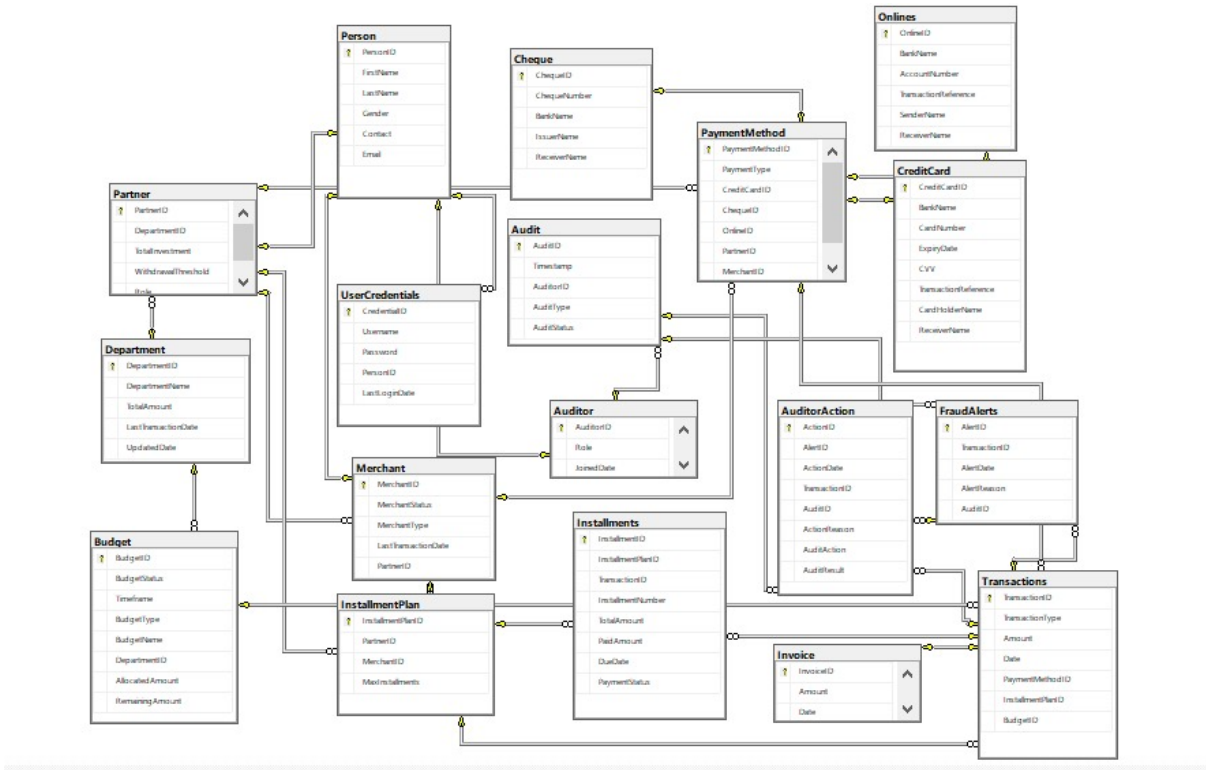 Onlines
OnlineID
BankName
AccountNumber
TransactionReference
SenderName
ReceiverName
Person
PersonID
FirstName
LastName
Gender
Contact
Email
Cheque
ChequeID
ChequeNumber
BankName
IssuerName
ReceiverName
PaymentMethod
PaymentMethodID
PaymentType
CreditCardID
ChequeID
OnlineID
PartnerID
MerchantID
CreditCard
CreditCardID
BankName
CardNumber
ExpiryDate
CVV
TransactionReference
CardHolderName
ReceiverName
Partner
PartnerID
DepartmentID
TotalInvestment
WithdrawalThreshold
Role
Audit
AuditID
Timestamp
AuditorID
AuditType
AuditStatus
UserCredentials
CredentialID
Username
Password
PersonID
LastLoginDate
Department
DepartmentID
DepartmentName
TotalAmount
LastTransactionDate
UpdatedDate
Auditor
AuditorID
Role
JoinedDate
AuditorAction
ActionID
AlertID
ActionDate
TransactionID
AuditID
ActionReason
AuditAction
AuditResult
FraudAlerts
AlertID
TransactionID
AlertDate
AlertReason
AuditID
Merchant
MerchantID
MerchantStatus
MerchantType
LastTransactionDate
PartnerID
Installments
InstallmentID
InstallmentPlanID
TransactionID
InstallmentNumber
TotalAmount
PaidAmount
DueDate
PaymentStatus
Budget
BudgetID
BudgetStatus
Timeframe
BudgetType
BudgetName
DepartmentID
AllocatedAmount
RemainingAmount
InstallmentPlan
InstallmentPlanID
PartnerID
MerchantID
MaxInstallments
Invoice
InvoiceID
Amount
Date
Transactions
TransactionID
TransactionType
Amount
Date
PaymentMethodID
InstallmentPlanID
BudgetID